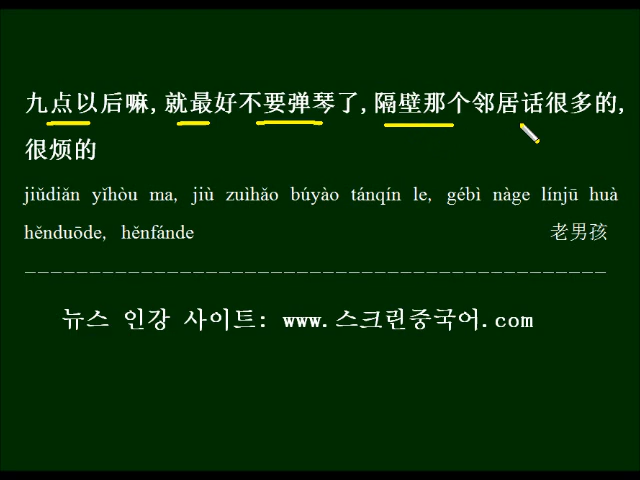 九点以后嘛,就最好不要弹琴了,隔壁那个邻居话很多的,
很烦的
jiǔdiǎn yǐhòu ma, jiù zuìhǎo búyào tánqín le, gébì nàge línjū huà
hěnduōde, hěnfánde
老男孩
뉴스 인강 사이트: www.스크린중국어.com